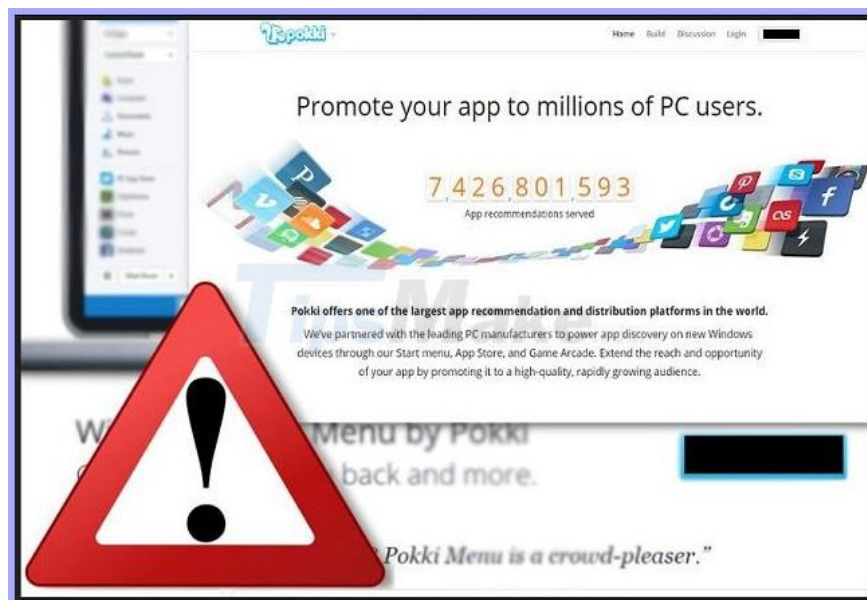 pokki
Home Build Discussion Login
Promote your app to millions of PC users.
7,426,801,593
App recommendations served
TipsMake
Pokki offers one of the largest app recommendation and distribution platforms in the world.
We've partnered with the leading PC manufacturers to power app discovery on new Windows
devices through our Start menu, App Store, and Game Arcade. Extend the reach and opportunity
of your app by promoting it to a high-quality, rapidly growing audience.
Menu by Pokki
back and more.
Pokki Menu is a crowd-pleaser.”